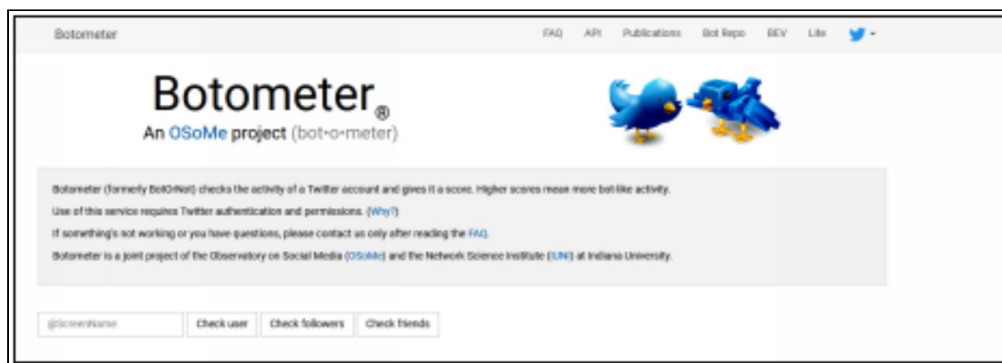 Botometer FAQ API Publications Bot Repo BEV Lite
Botometer®
An OSoMe project (bot•o•meter)
Botometer (formerly BotOrNot) checks the activity of a Twitter account and gives it a score. Higher scores mean more bot-like activity.
Use of this service requires Twitter authentication and permissions. (Why?)
If something's not working or you have questions, please contact us only after reading the FAQ.
Botometer is a joint project of the Observatory on Social Media (OSoMe) and the Network Science Institute (IUNI) at Indiana University.
@ScreenName Check user Check followers Check friends